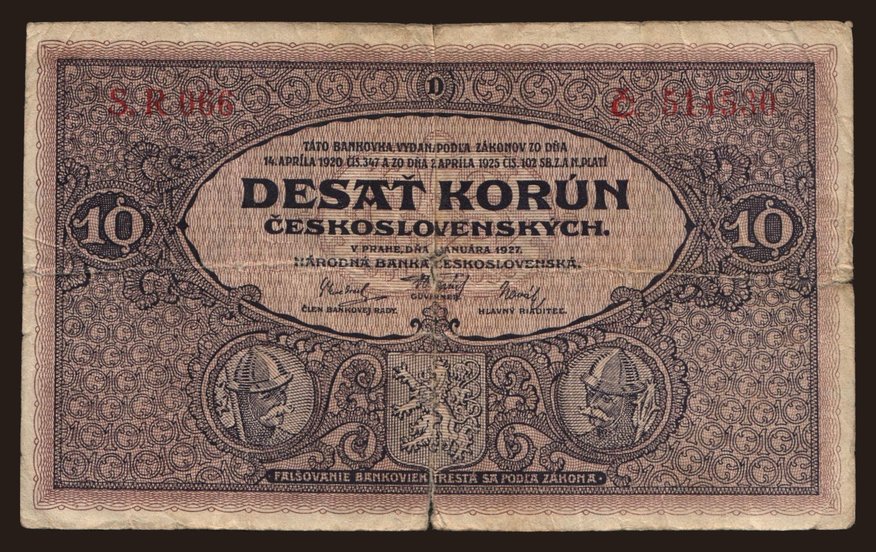 D
S. R 066
Č 514530
TÁTO BANKOVKA, VYDANÁ PODĽA ZÁKONOV ZO DŇA
14. APRÍLA 1920, ČÍS. 347 A ZO DŇA 2. APRÍLA 1925 ČÍS. 102 SB. Z. A N. PLATÍ
DESAŤ KORÚN
ČESKOSLOVENSKÝCH.
10
10
V PRAHE, DŇA JANUÁRA 1927.
NÁRODNÁ BANKA ČESKOSLOVENSKÁ.
ČLEN BANKOVEJ RADY.
GUVERNÉR.
HLAVNÝ RIADITEĽ.
FALŠOVANIE BANKOVIEK TRESTÁ SA PODĽA ZÁKONA